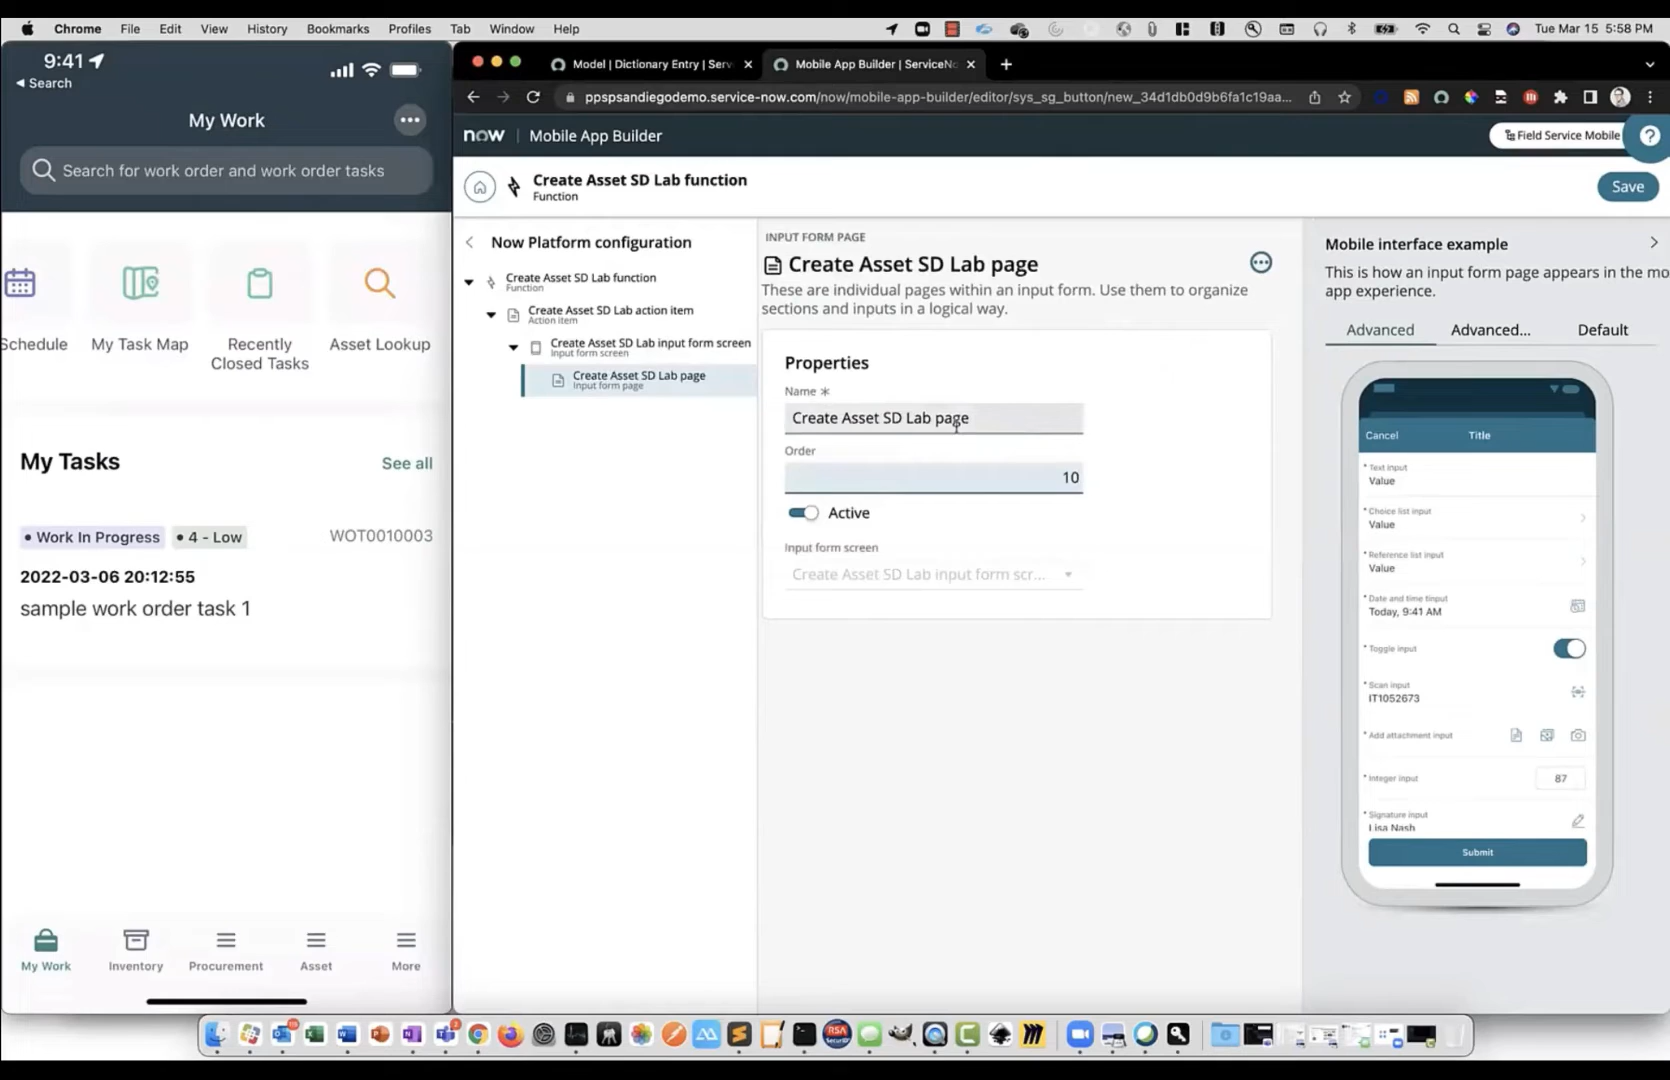 Chrome File Edit View History Bookmarks Profiles Tab Window Help
Tue Mar 15 5:58 PM
9:41
Search
My Work
Search for work order and work order tasks
Schedule
My Task Map
Recently
Closed Tasks
Asset Lookup
My Tasks
See all
• Work In Progress
• 4 - Low
WOT0010003
2022-03-06 20:12:55
sample work order task 1
My Work
Inventory
Procurement
Asset
More
Model | Dictionary Entry | Serv
Mobile App Builder | ServiceNo
ppspsandiegodemo.service-now.com/now/mobile-app-builder/editor/sys_sg_button/new_34d1db0d9b6fa1c19aa...
now | Mobile App Builder
Field Service Mobile
?
Create Asset SD Lab function
Function
Save
Now Platform configuration
Create Asset SD Lab function
Function
Create Asset SD Lab action item
Action item
Create Asset SD Lab input form screen
Input form screen
Create Asset SD Lab page
Input form page
INPUT FORM PAGE
Create Asset SD Lab page
These are individual pages within an input form. Use them to organize
sections and inputs in a logical way.
Properties
Name *
Create Asset SD Lab page
Order
10
Active
Input form screen
Create Asset SD Lab input form scr...
Mobile interface example
This is how an input form page appears in the mo
app experience.
Advanced
Advanced...
Default
Cancel
Title
* Text input
Value
* Choice list input
Value
* Reference list input
Value
* Date and time tinput
Today, 9:41 AM
* Toggle input
* Scan input
IT1052673
* Add attachment input
* Integer input
87
* Signature input
Lisa Nash
Submit
RSA